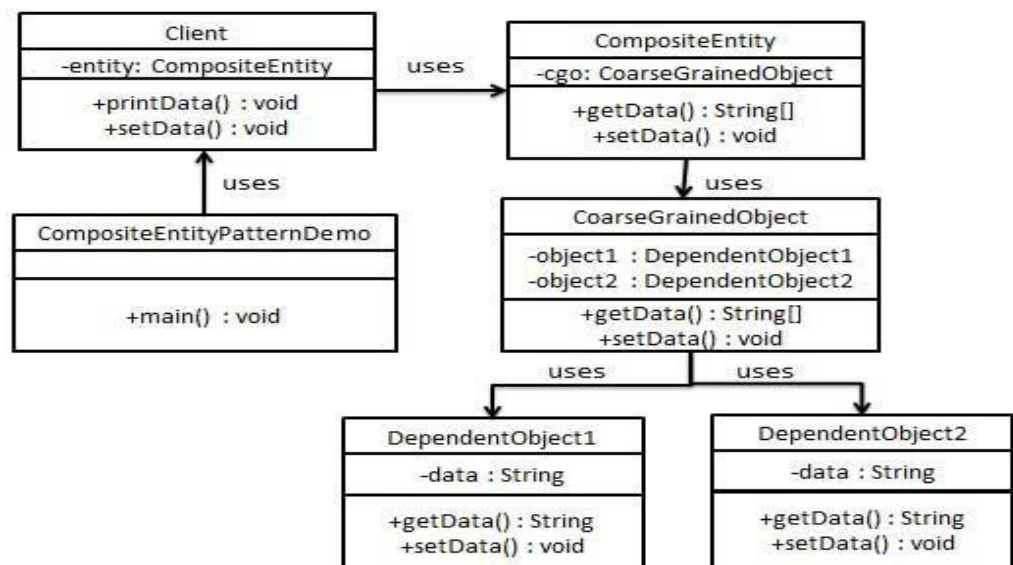 Client
-entity: CompositeEntity
+printData() : void
+setData() : void
uses
CompositeEntity
-cgo: CoarseGrainedObject
+getData() : String[]
+setData() : void
uses
uses
CompositeEntityPatternDemo
+main() : void
CoarseGrainedObject
-object1 : DependentObject1
-object2 : DependentObject2
+getData() : String[]
+setData() : void
uses
uses
DependentObject1
-data : String
+getData() : String
+setData() : void
DependentObject2
-data : String
+getData() : String
+setData() : void